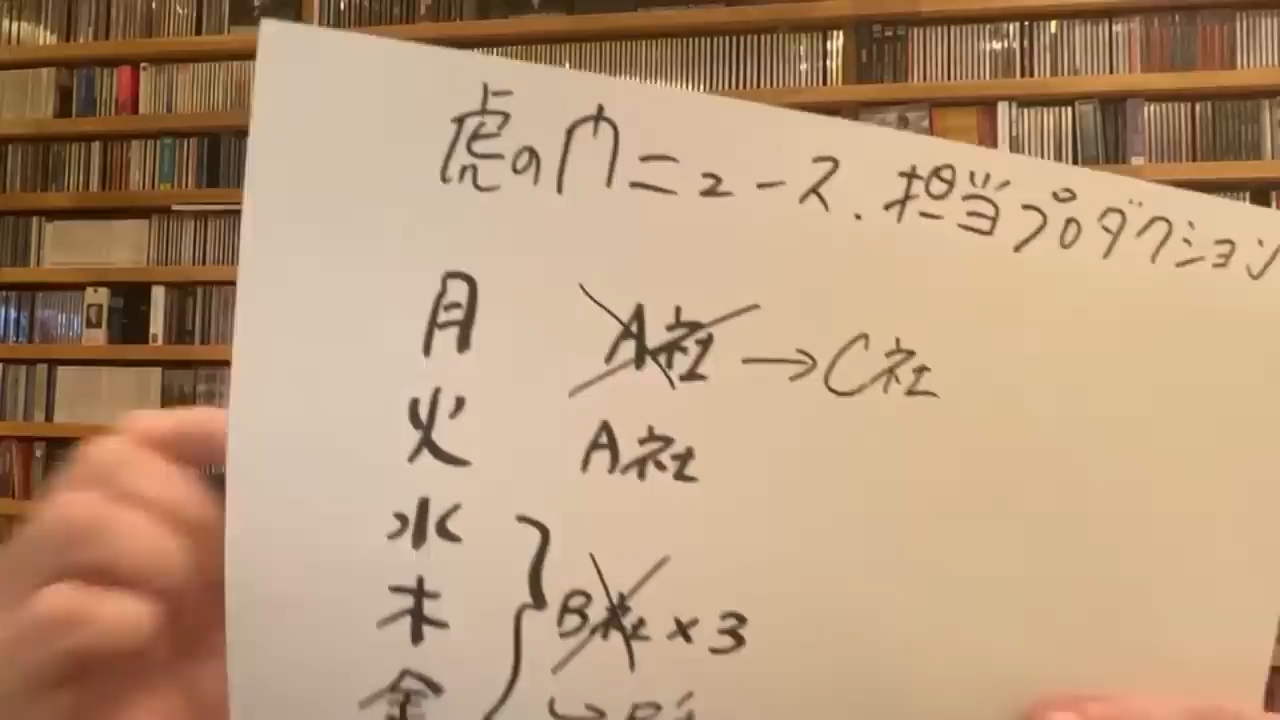 虎の門ニュース.担当プロダクション
月 A社→C社
火 A社
水
木 B社×3
金